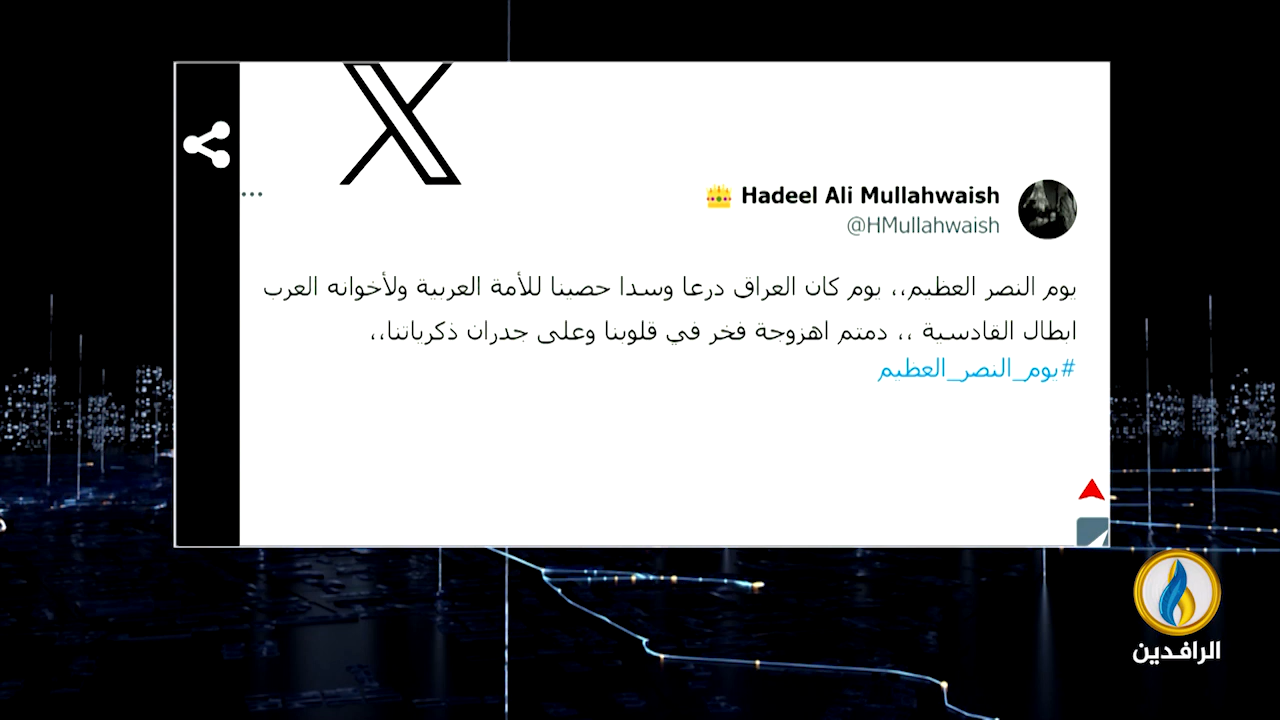 Hadeel Ali Mullahwaish
@HMullahwaish
يوم النصر العظيم،، يوم كان العراق درعا وسدا حصينا للأمة العربية ولأخوانه العرب
ابطال القادسية ،، دمتم اهزوجة فخر في قلوبنا وعلى جدران ذكرياتنا،،
#يوم_النصر_العظيم
الرافدين